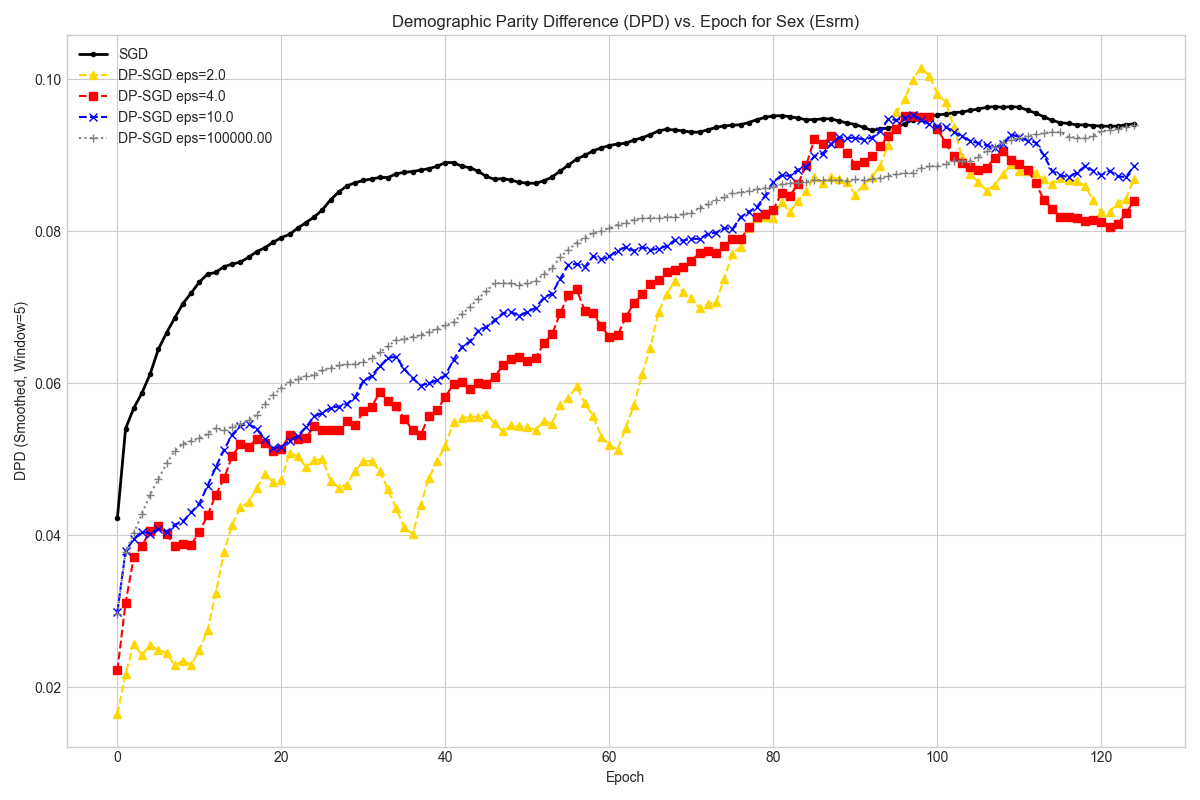 Demographic Parity Difference (DPD) vs. Epoch for Sex (Esrm)
SGD
DP-SGD eps=2.0
DP-SGD eps=4.0
DP-SGD eps=10.0
DP-SGD eps=100000.00
DPD (Smoothed, Window=5)
0.10
0.08
0.06
0.04
0.02
0
20
40
60
80
100
120
Epoch